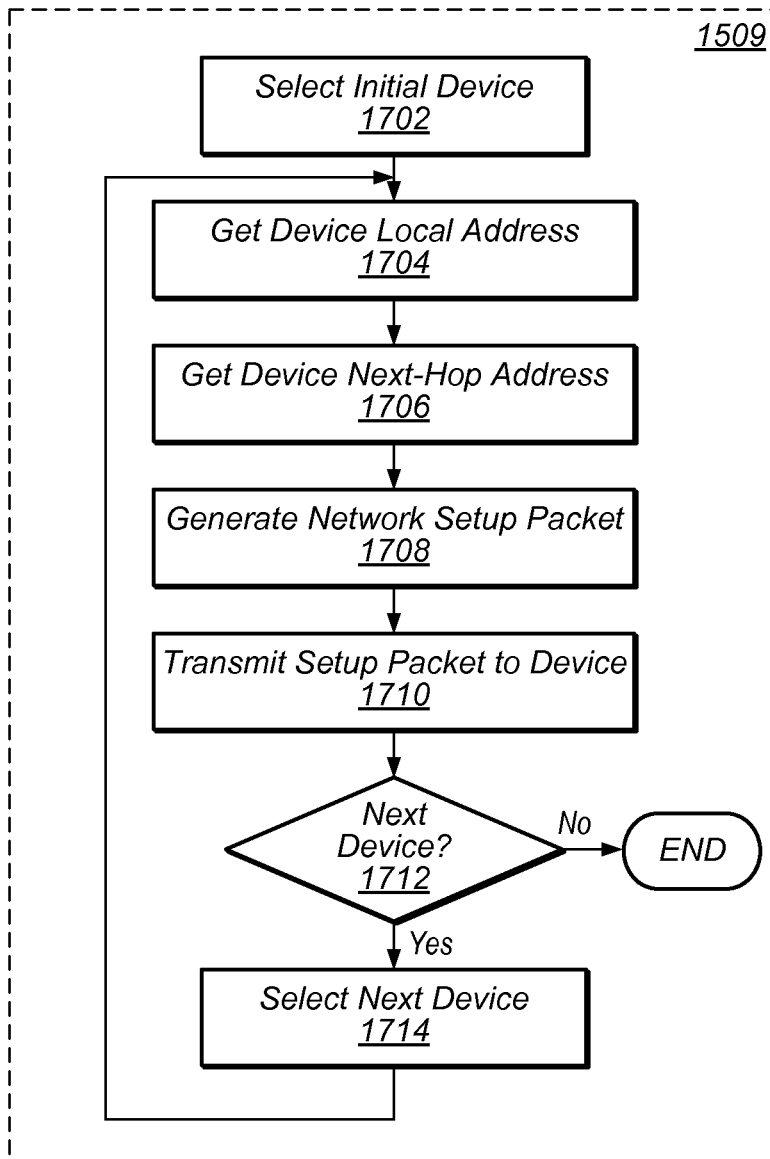 1509
Select Initial Device
1702
Get Device Local Address
1704
Get Device Next-Hop Address
1706
Generate Network Setup Packet
1708
Transmit Setup Packet to Device
1710
Next
Device?
1712
No
END
Yes
Select Next Device
1714